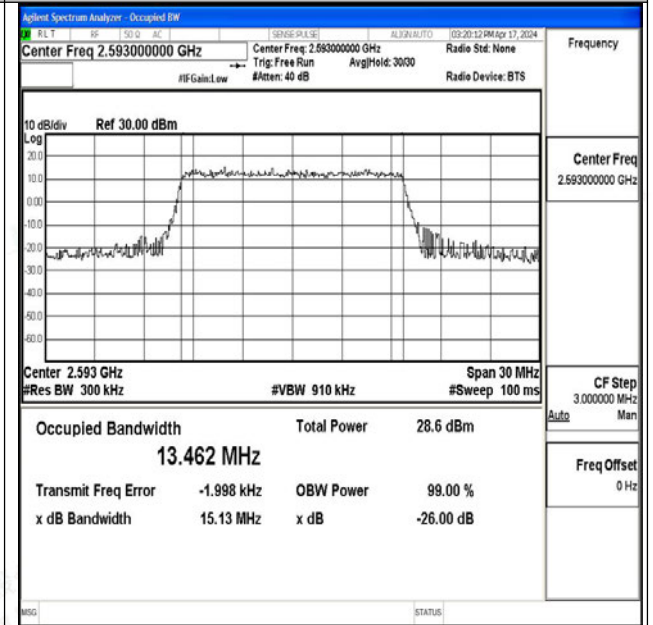 Agilent Spectrum Analyzer - Occupied BW
RL T RF 50 Ω AC SENSE:PULSE ALIGN AUTO 03:20:12 PM Apr 17, 2024
Center Freq 2.593000000 GHz Center Freq: 2.593000000 GHz Radio Std: None
Trig: Free Run Avg|Hold: 30/30
#IFGain:Low #Atten: 40 dB Radio Device: BTS
10 dB/div Ref 30.00 dBm
Log
20.0
10.0
0.00
-10.0
-20.0
-30.0
-40.0
-50.0
-60.0
Center 2.593 GHz Span 30 MHz
#Res BW 300 kHz #VBW 910 kHz #Sweep 100 ms
Occupied Bandwidth Total Power 28.6 dBm
13.462 MHz
Transmit Freq Error -1.998 kHz OBW Power 99.00 %
x dB Bandwidth 15.13 MHz x dB -26.00 dB
MSG STATUS
Frequency
Center Freq
2.593000000 GHz
CF Step
3.000000 MHz
Auto Man
Freq Offset
0 Hz